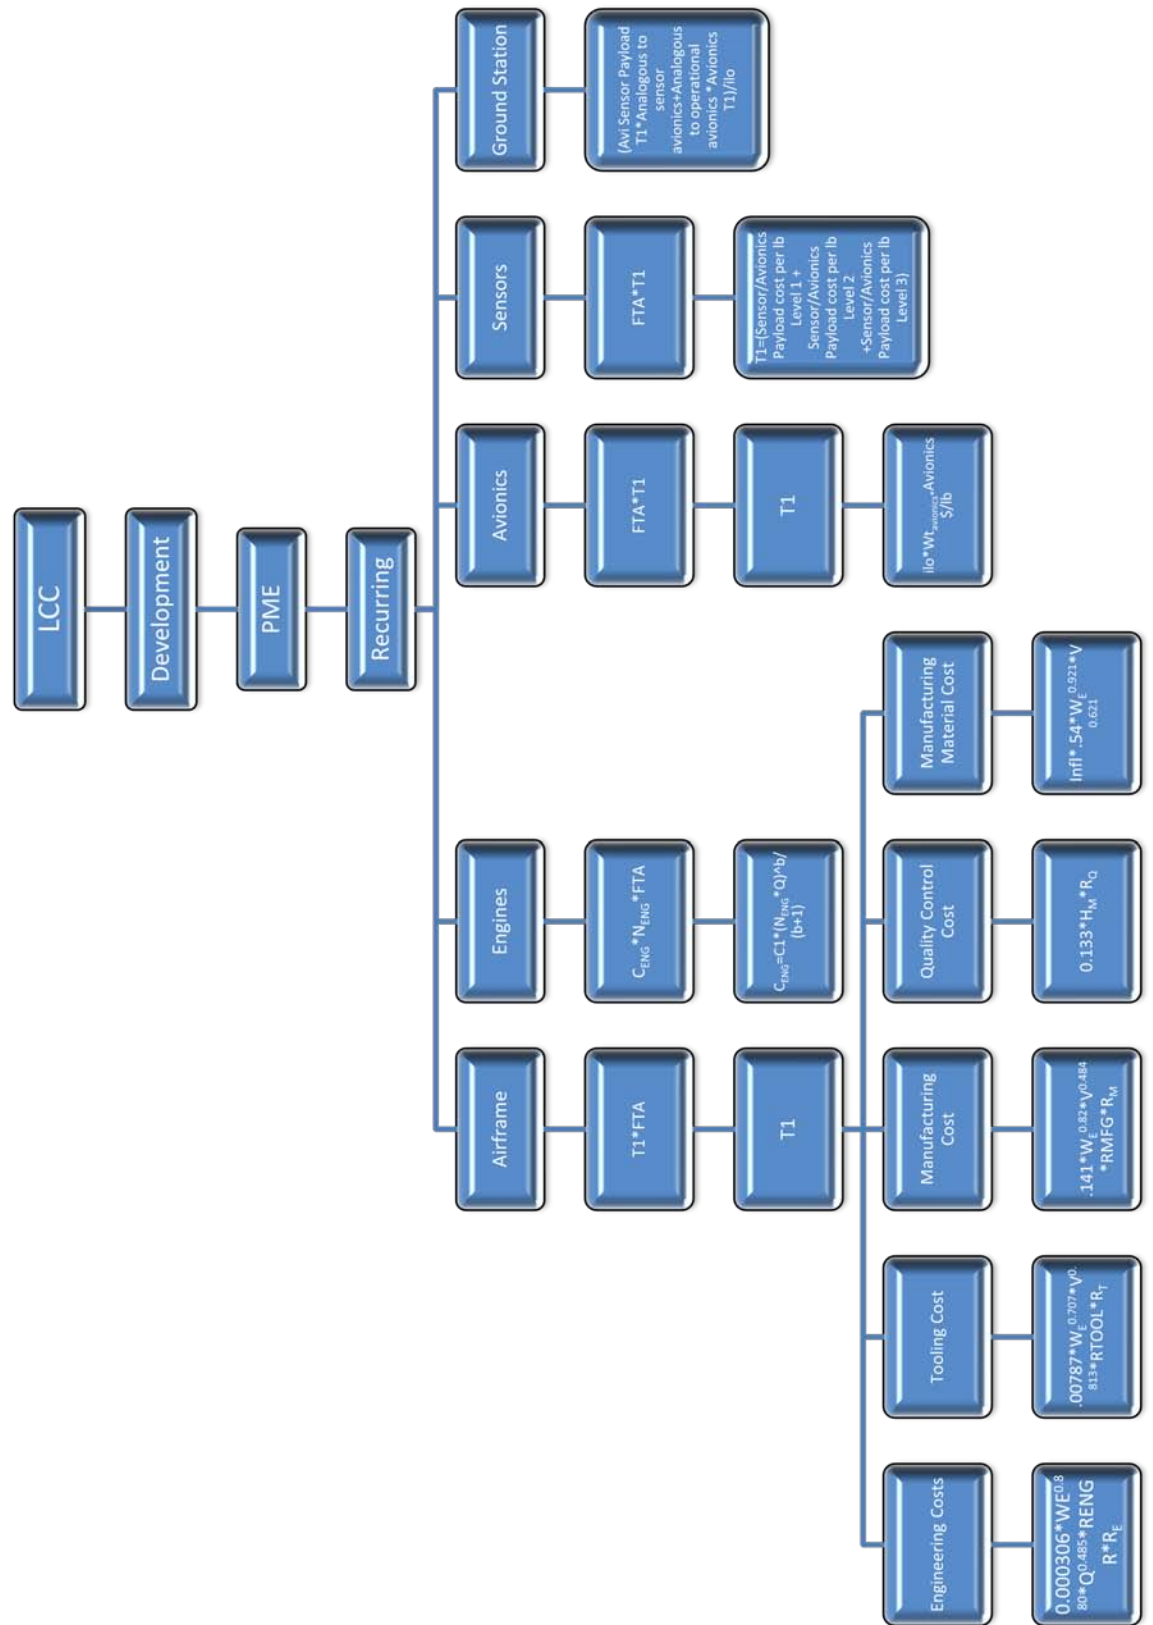 LCC
Development
PME
Recurring
Airframe
T1*FTA
T1
Engineering Costs
0.000306*WE^0.8
80*Q^0.485*RENG
R*R_E
Tooling Cost
.00787*W_E^0.707*V^0.
813*RTOOL*R_T
Manufacturing
Cost
.141*W_E^0.82*V^0.484
*RMFG*R_M
Quality Control
Cost
0.133*H_M*R_Q
Manufacturing
Material Cost
Infl*.54*W_E^0.921*V
0.621
Engines
C_ENG*N_ENG*FTA
C_ENG=C1*(N_ENG*Q)^b/
(b+1)
Avionics
FTA*T1
T1
ilo*Wt_avionics*Avionics
$/lb
Sensors
FTA*T1
T1=(Sensor/Avionics
Payload cost per lb
Level 1 +
Sensor/Avionics
Payload cost per lb
Level 2
+Sensor/Avionics
Payload cost per lb
Level 3)
Ground Station
(Avi Sensor Payload
T1*Analogous to
sensor
avionics+Analogous
to operational
avionics *Avionics
T1)/ilo